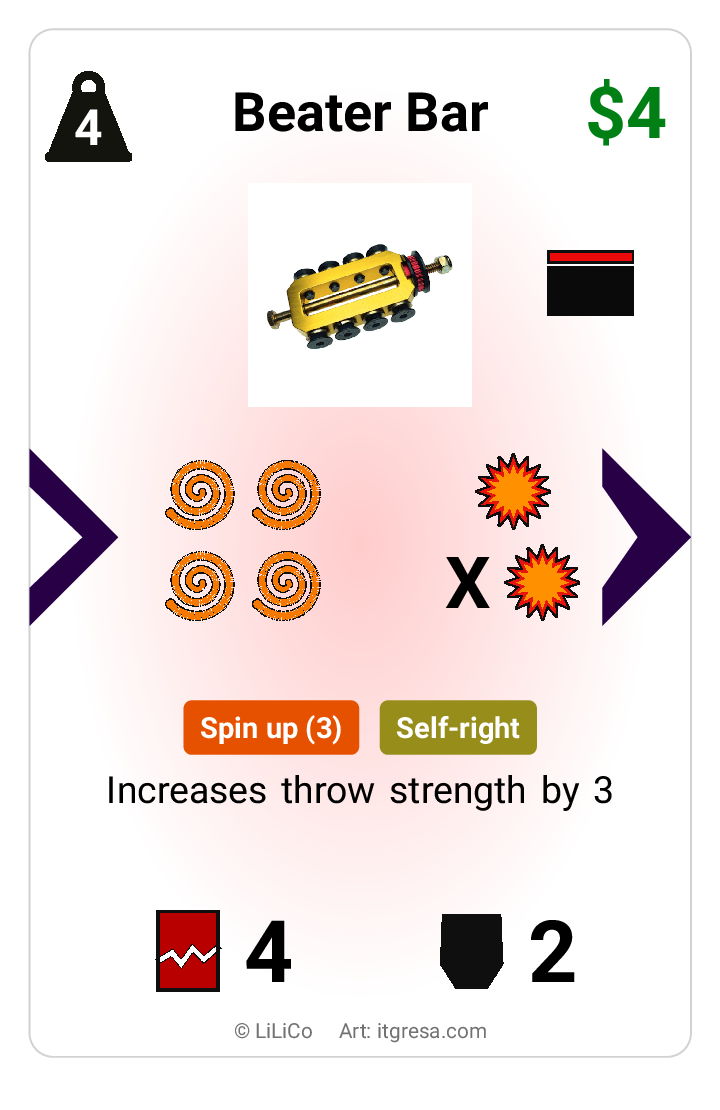 4 Beater Bar $4
X
Spin up (3) Self-right
Increases throw strength by 3
4 2
© LiLiCo Art: itgresa.com